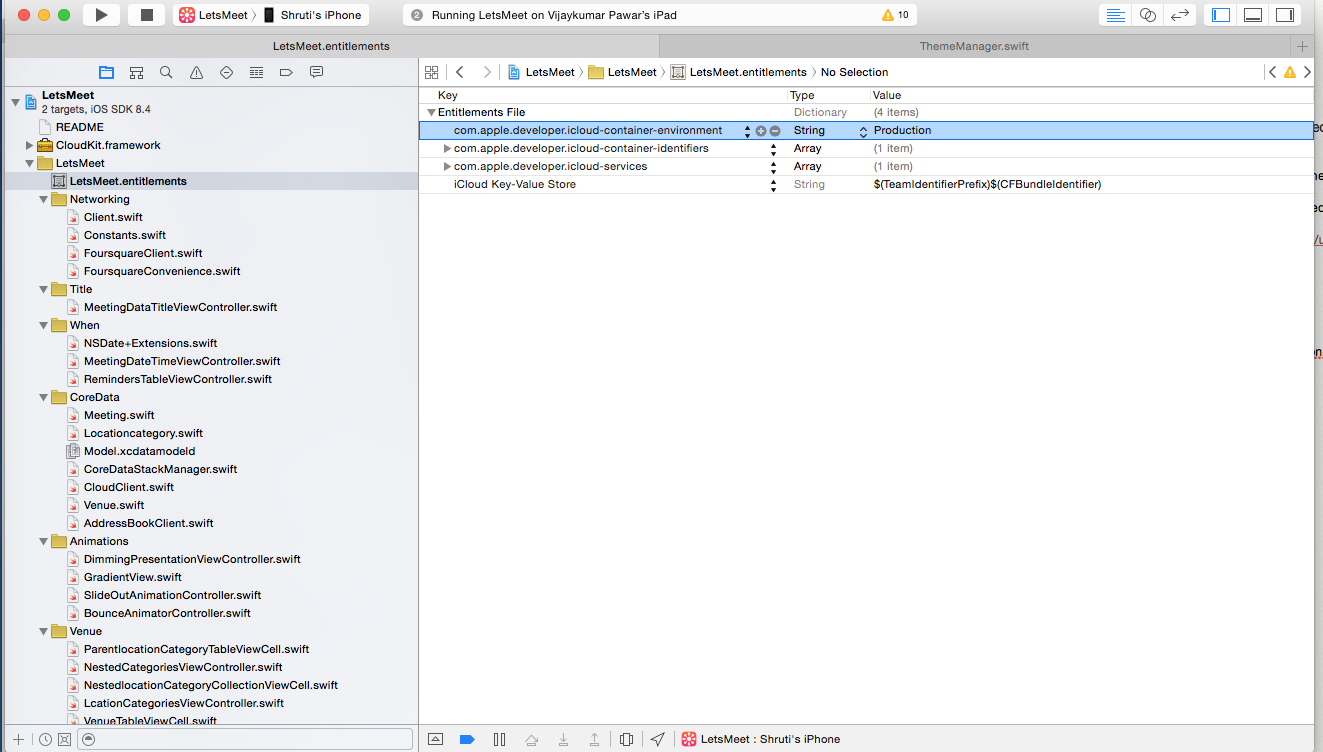 LetsMeet Shruti's iPhone
2 Running LetsMeet on Vijaykumar Pawar's iPad 10
LetsMeet.entitlements ThemeManager.swift
LetsMeet LetsMeet LetsMeet.entitlements No Selection
LetsMeet
2 targets, iOS SDK 8.4
README
CloudKit.framework
LetsMeet
LetsMeet.entitlements
Networking
Client.swift
Constants.swift
FoursquareClient.swift
FoursquareConvenience.swift
Title
MeetingDataTitleViewController.swift
When
NSDate+Extensions.swift
MeetingDateTimeViewController.swift
RemindersTableViewController.swift
CoreData
Meeting.swift
Locationcategory.swift
Model.xcdatamodeld
CoreDataStackManager.swift
CloudClient.swift
Venue.swift
AddressBookClient.swift
Animations
DimmingPresentationViewController.swift
GradientView.swift
SlideOutAnimationController.swift
BounceAnimatorController.swift
Venue
ParentlocationCategoryTableViewCell.swift
NestedCategoriesViewController.swift
NestedlocationCategoryCollectionViewCell.swift
LcationCategoriesViewController.swift
VenueTableViewCell.swift
Key Type Value
Entitlements File Dictionary (4 items)
com.apple.developer.icloud-container-environment String Production
com.apple.developer.icloud-container-identifiers Array (1 item)
com.apple.developer.icloud-services Array (1 item)
iCloud Key-Value Store String $(TeamIdentifierPrefix)$(CFBundleIdentifier)
LetsMeet : Shruti's iPhone